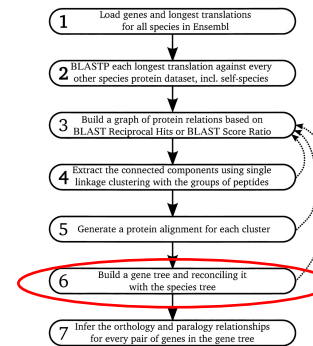 1 Load genes and longest translations
for all species in Ensembl
2 BLASTP each longest translation against every
other species protein dataset, incl. self-species
3 Build a graph of protein relations based on
BLAST Reciprocal Hits or BLAST Score Ratio
4 Extract the connected components using single
linkage clustering with the groups of peptides
5 Generate a protein alignment for each cluster
6 Build a gene tree and reconciling it
with the species tree
7 Infer the orthology and paralogy relationships
for every pair of genes in the gene tree